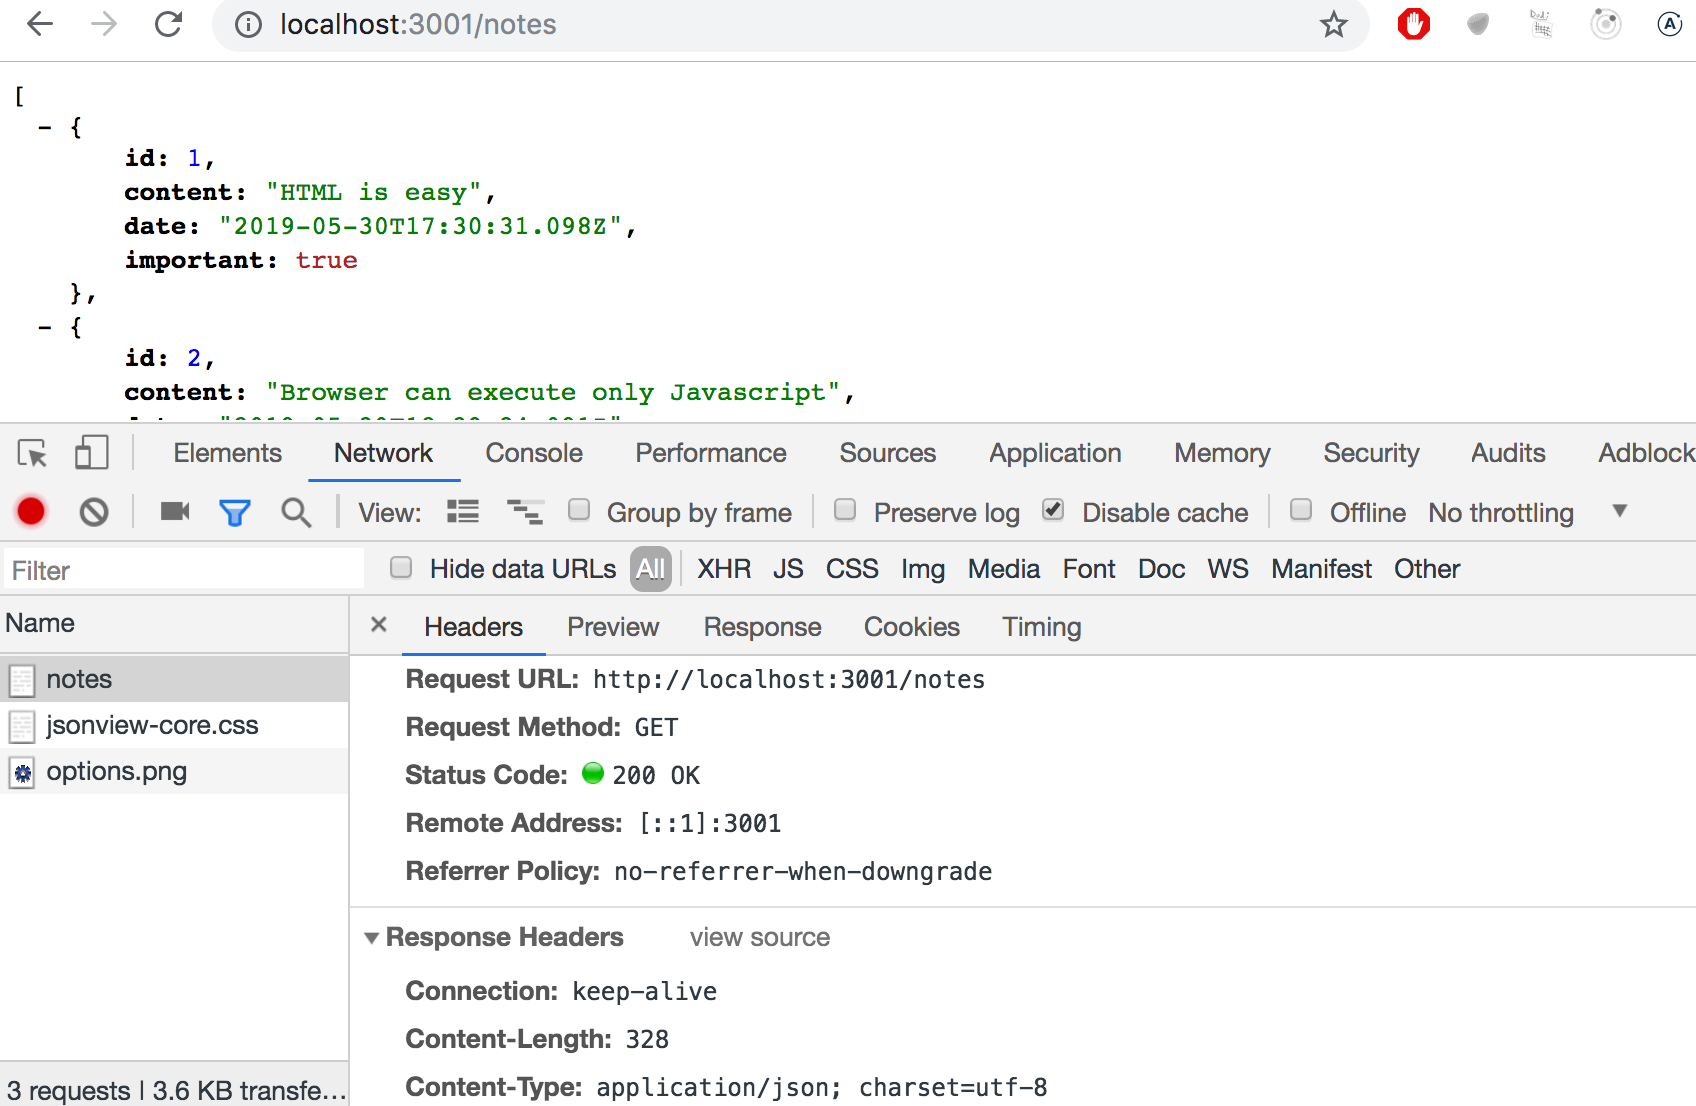 localhost:3001/notes
[
- {
id: 1,
content: "HTML is easy",
date: "2019-05-30T17:30:31.098Z",
important: true
},
- {
id: 2,
content: "Browser can execute only Javascript",
Elements Network Console Performance Sources Application Memory Security Audits Adblock
View: Group by frame Preserve log Disable cache Offline No throttling
Filter Hide data URLs All XHR JS CSS Img Media Font Doc WS Manifest Other
Name
× Headers Preview Response Cookies Timing
notes
jsonview-core.css
options.png
Request URL: http://localhost:3001/notes
Request Method: GET
Status Code: 200 OK
Remote Address: [::1]:3001
Referrer Policy: no-referrer-when-downgrade
Response Headers view source
Connection: keep-alive
Content-Length: 328
Content-Type: application/json; charset=utf-8
3 requests | 3.6 KB transfe...